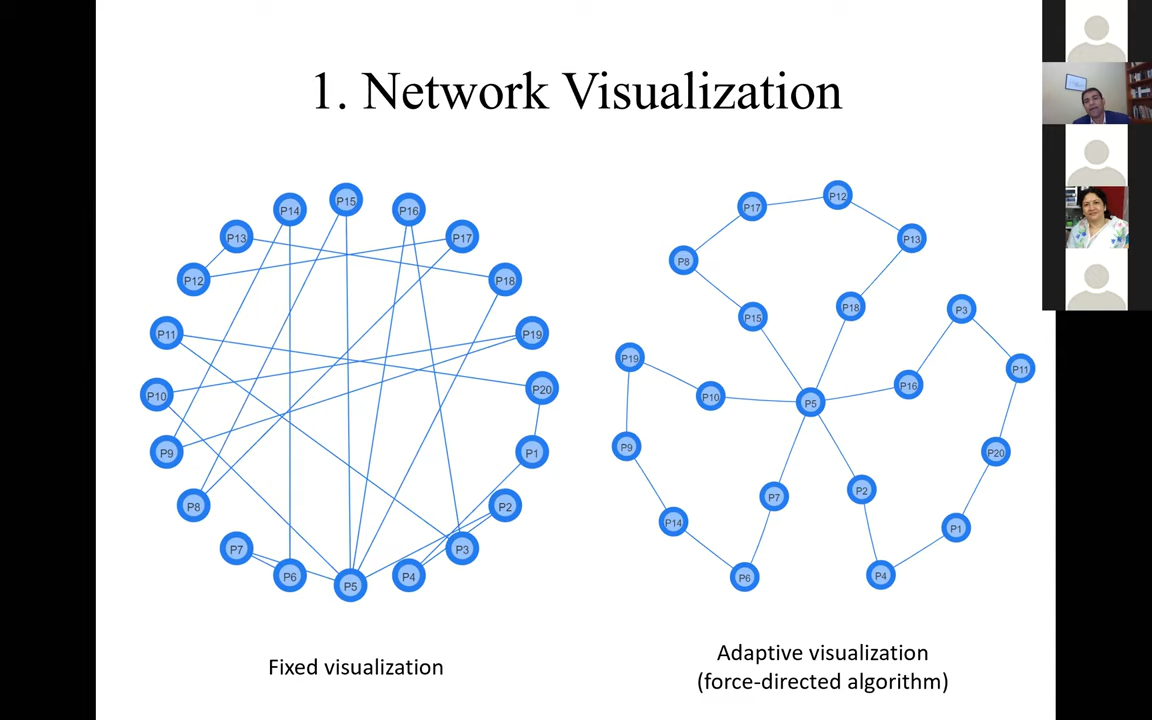 1. Network Visualization
P15
P14
P16
P13
P17
P12
P18
P11
P19
P20
P10
P9
P1
P8
P2
P7
P3
P6
P5
P4
P12
P17
P13
P8
P18
P3
P15
P19
P11
P16
P10
P5
P9
P20
P2
P7
P14
P1
P4
P6
Fixed visualization
Adaptive visualization
(force-directed algorithm)